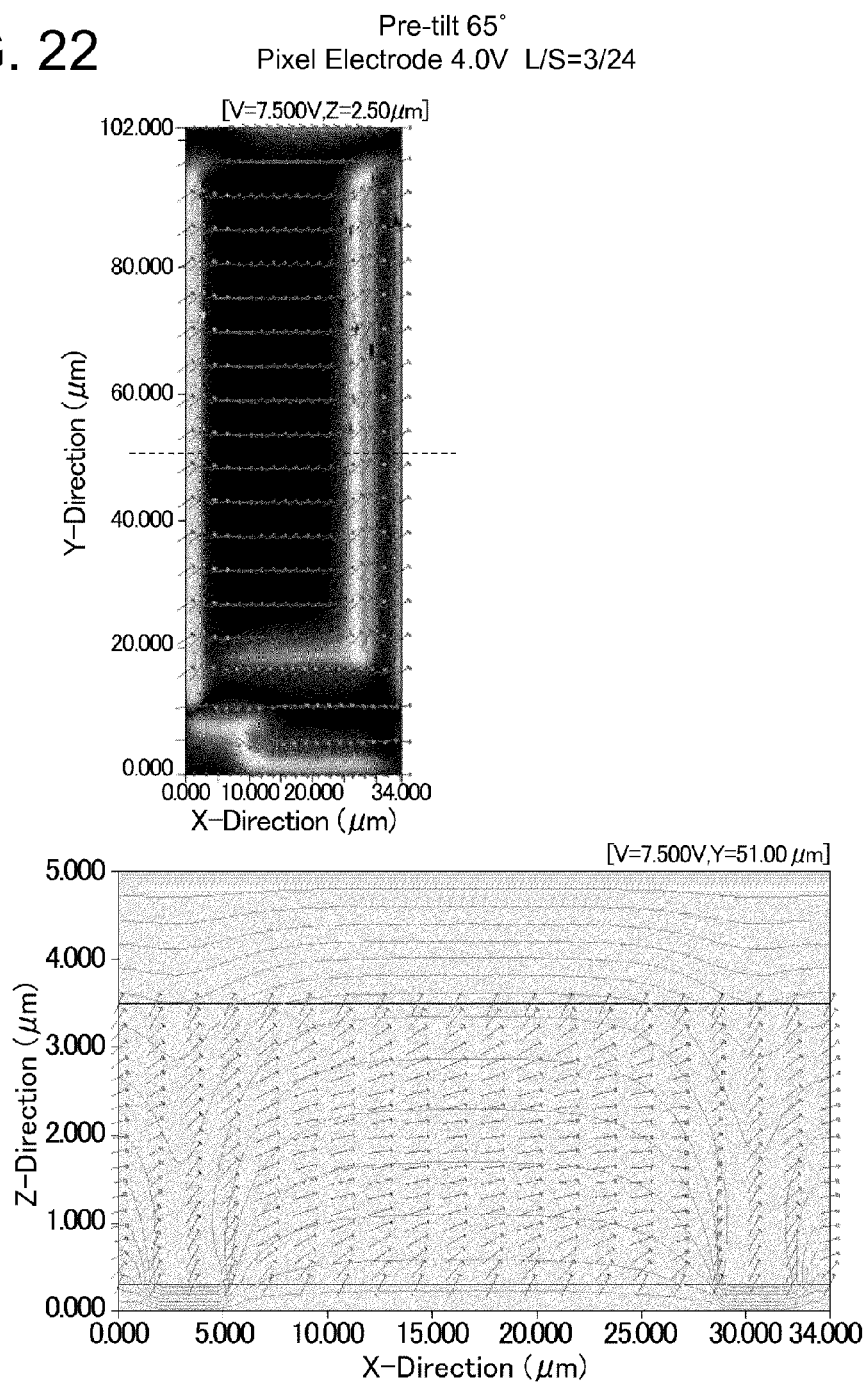 G. 22
Pre-tilt 65°
Pixel Electrode 4.0V L/S=3/24
[V=7.500V,Z=2.50μm]
102.000
80.000
60.000
40.000
20.000
0.000
Y-Direction (μm)
0.000 10.000 20.000 34.000
X-Direction (μm)
[V=7.500V,Y=51.00 μm]
5.000
4.000
3.000
2.000
1.000
0.000
Z-Direction (μm)
0.000 5.000 10.000 15.000 20.000 25.000 30.000 34.000
X-Direction (μm)